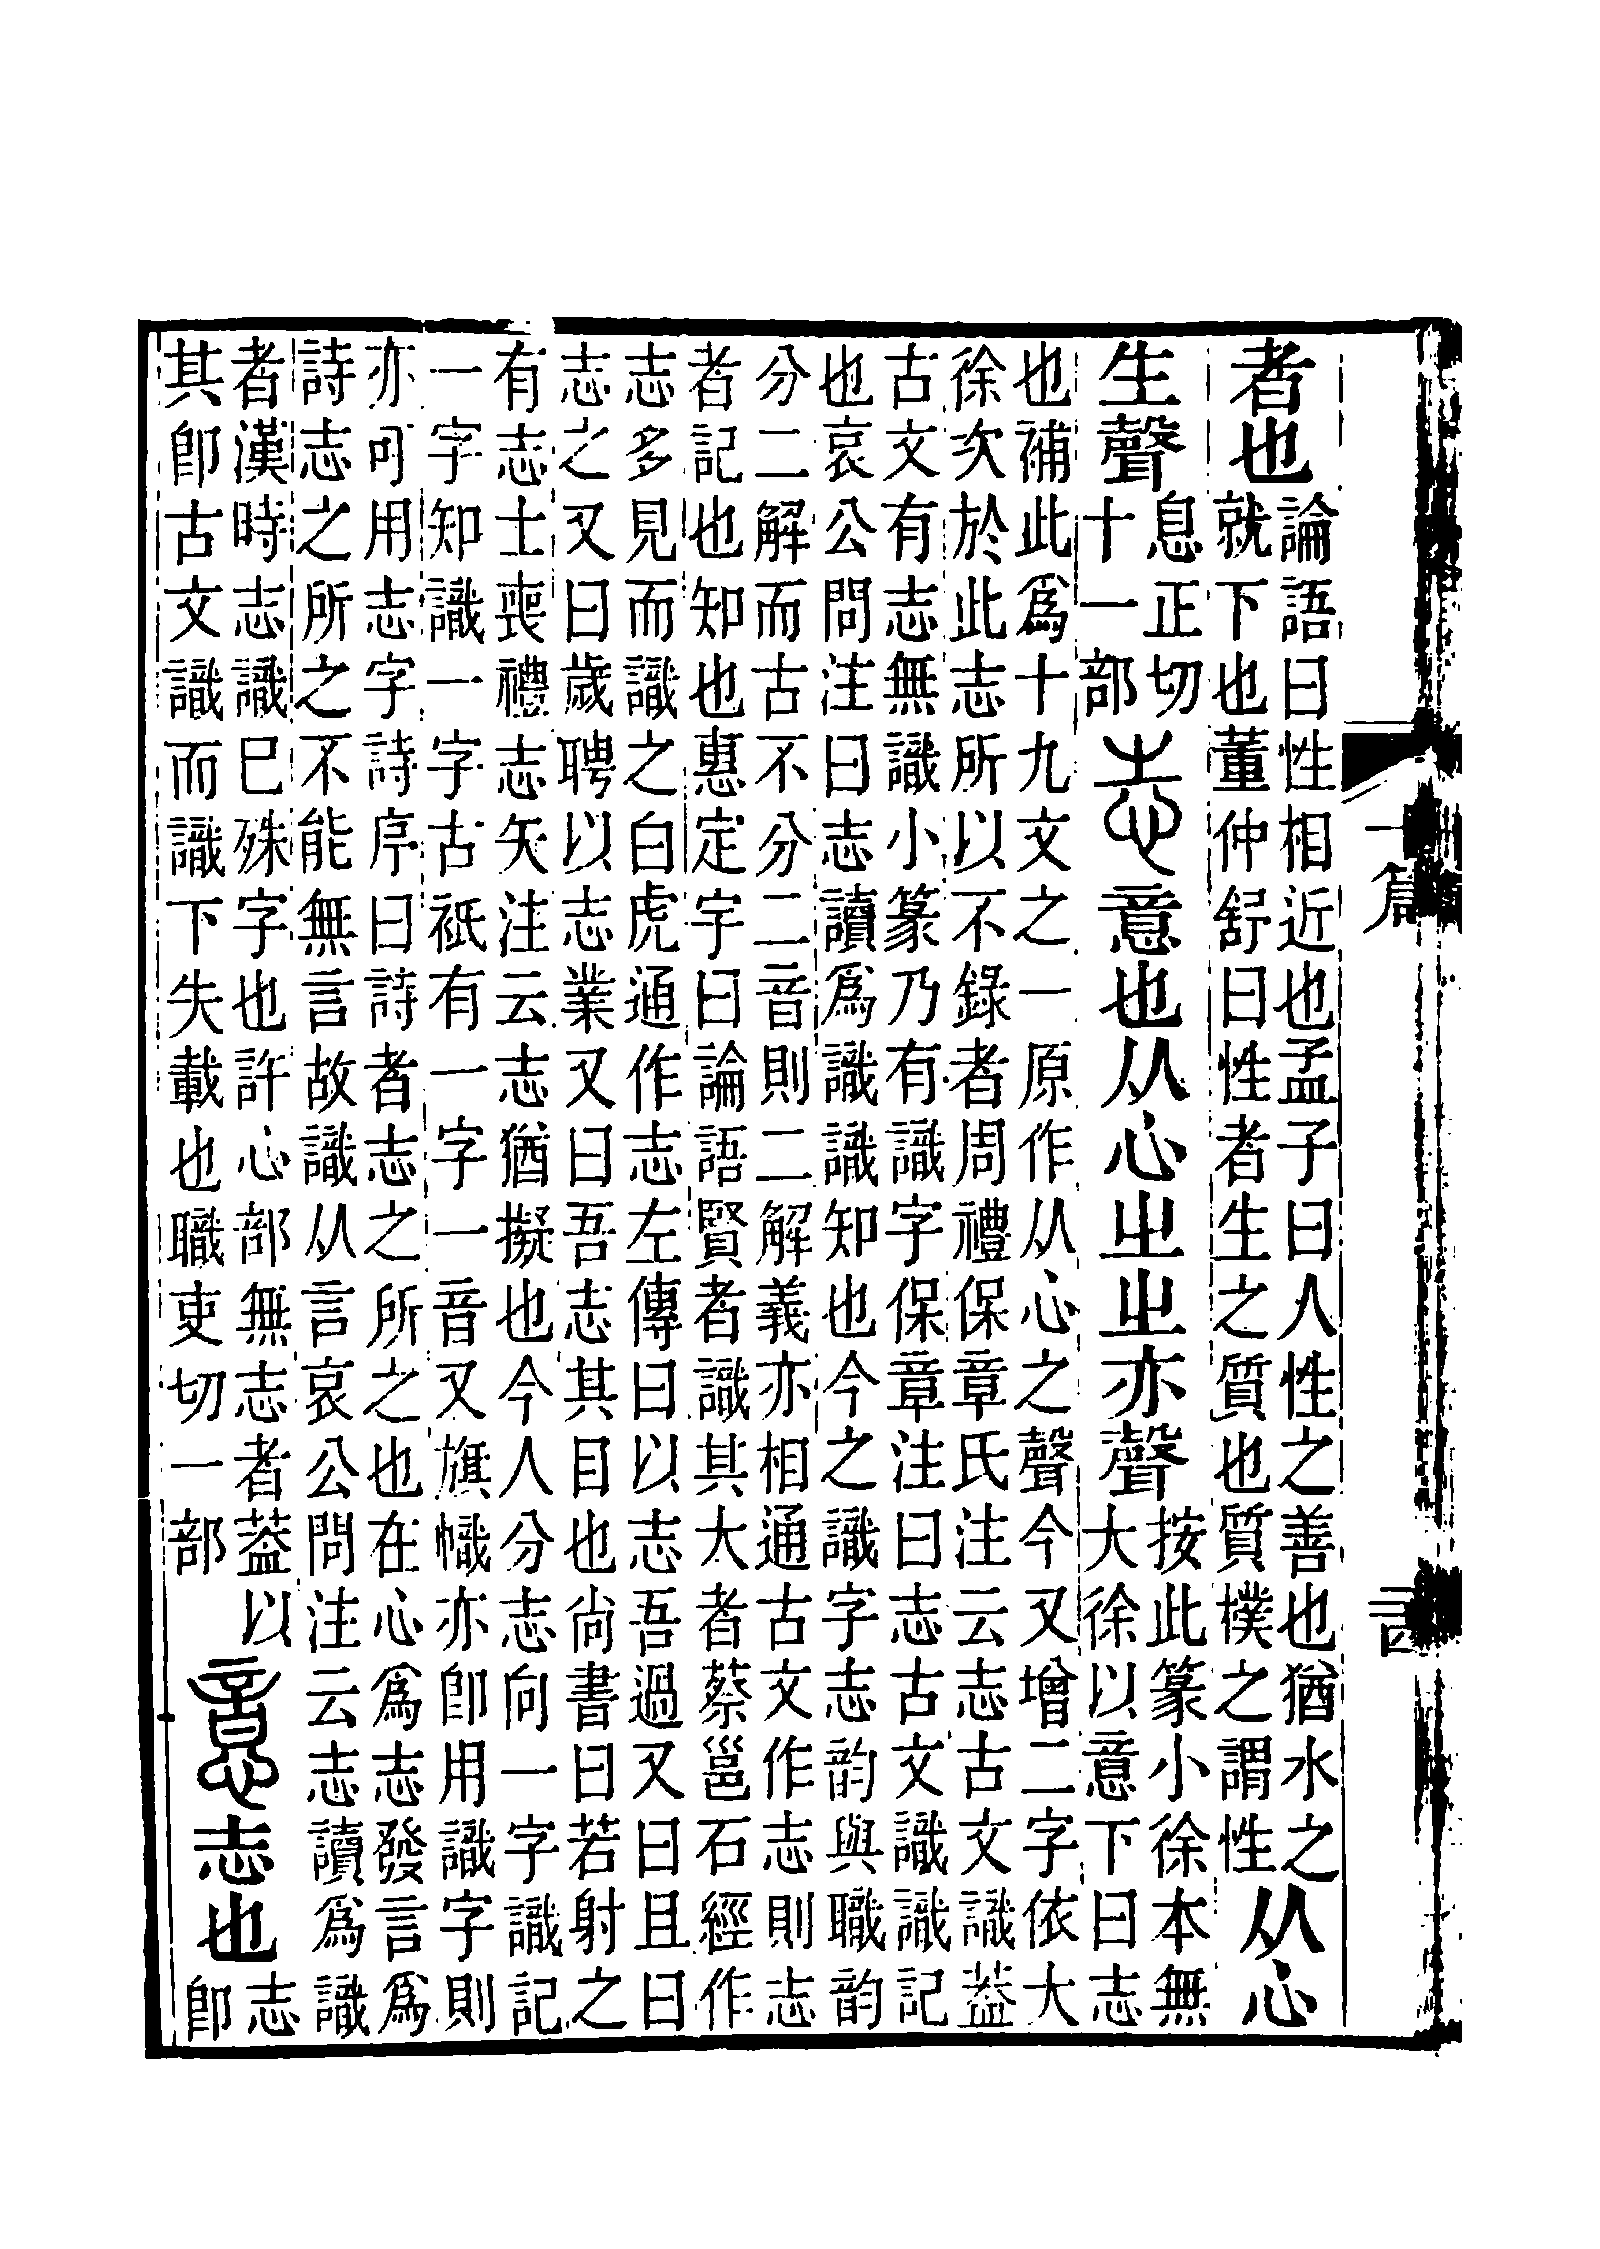 者也論語曰性相近也孟子曰人性之善也猶水之
就下也董仲舒曰性者生之質也質樸之謂性从心
生聲息正切
十一部志意也从心㞢㞢亦聲按此篆小徐本無
大徐以意下曰志
也補此爲十九文之一原作从心之聲今又增二字依大
徐次於此志所以不錄者周禮保章氏注云志古文識葢
古文有志無識小篆乃有識字保章注曰志古文識識記
也哀公問注曰志讀爲識識知也今之識字志韵與職韵
分二解而古不分二音則二解義亦相通古文作志則志
者記也知也惠定宇曰論語賢者識其大者蔡邕石經作
志多見而識之白虎通作志左傳曰以志吾過又曰且曰
志之又曰歲聘以志業又曰吾志其目也尚書曰若射之
有志士喪禮志矢注云志猶擬也今人分志向一字識記
一字知識一字古祇有一字一音又旗幟亦卽用識字則
亦可用志字詩序曰詩者志之所之也在心爲志發言爲
詩志之所之不能無言故識从言哀公問注云志讀爲識
者漢時志識已殊字也許心部無志者葢以
其卽古文識而識下失載也職吏切一部意志也志
卽